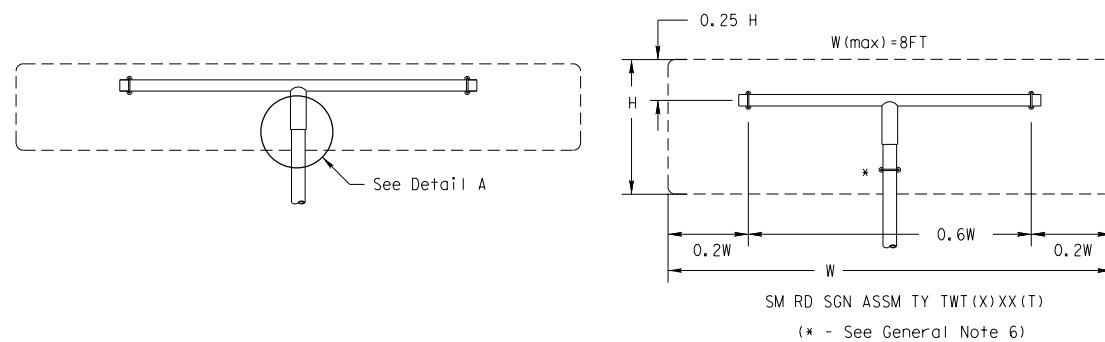 0.25 H
W(max)=8FT
H
See Detail A
*
0.2W
0.6W
0.2W
W
SM RD SGN ASSM TY TWT(X)XX(T)
(* - See General Note 6)